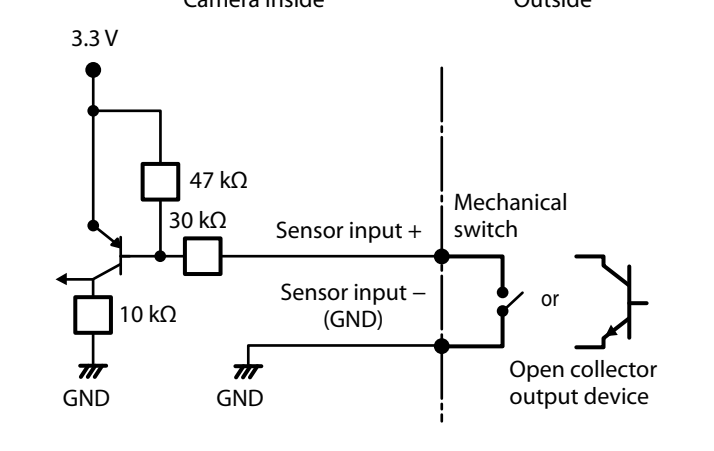 Camera Inside
Outside
3.3 V
47 kΩ
30 kΩ
Mechanical
switch
Sensor input +
Sensor input −
(GND)
or
10 kΩ
GND
GND
Open collector
output device